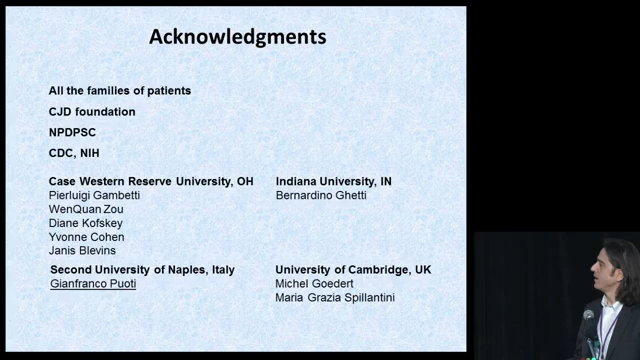 Acknowledgments
All the families of patients
CJD foundation
NPDPSC
CDC, NIH
Case Western Reserve University, OH
Pierluigi Gambetti
WenQuan Zou
Diane Kofskey
Yvonne Cohen
Janis Blevins
Indiana University, IN
Bernardino Ghetti
Second University of Naples, Italy
Gianfranco Puoti
University of Cambridge, UK
Michel Goedert
Maria Grazia Spillantini